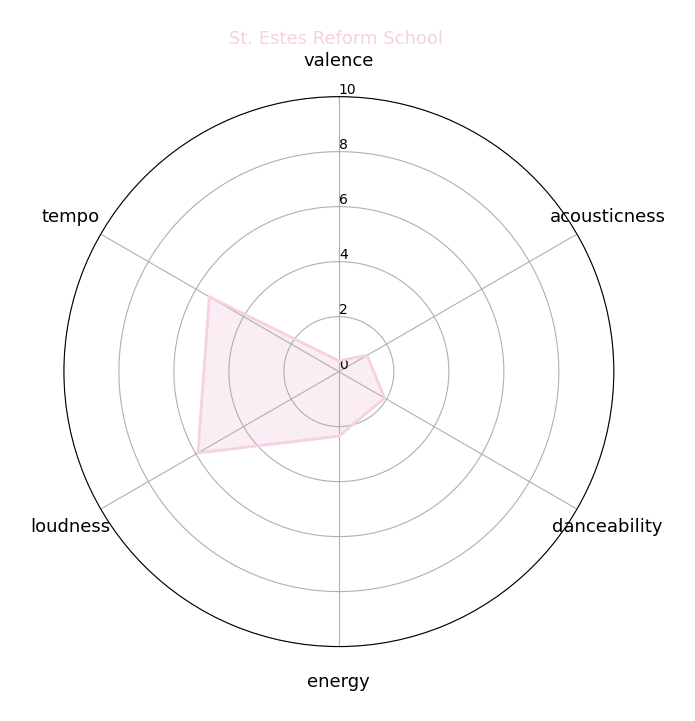 St. Estes Reform School
valence
10
8
tempo
acousticness
6
4
2
0
loudness
danceability
energy